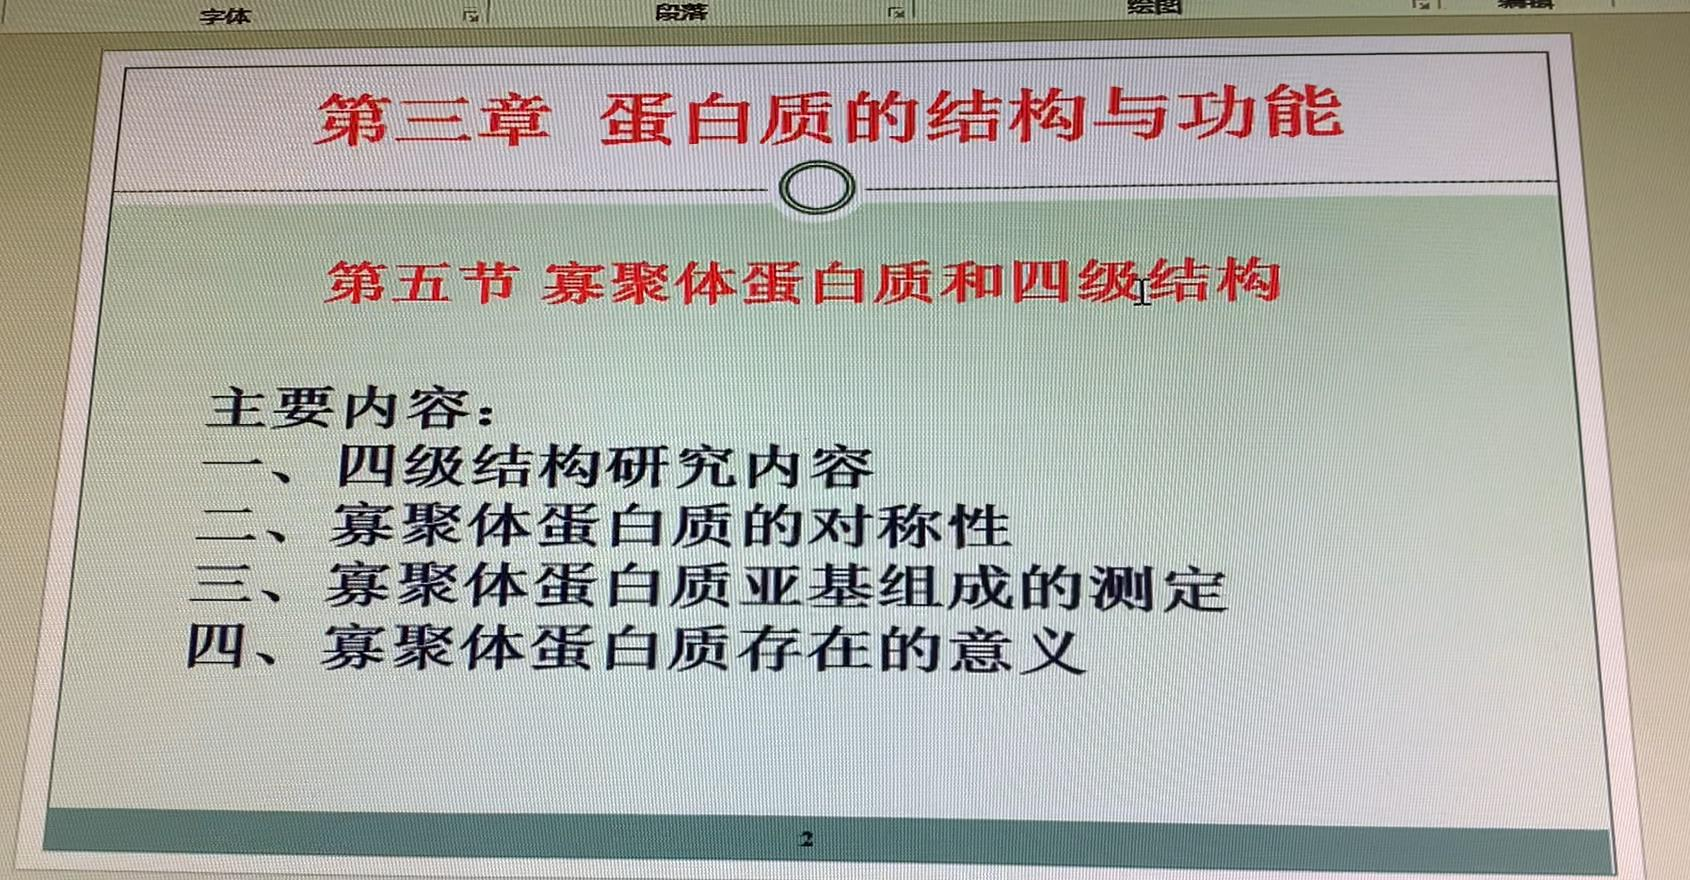 字体 段落 绘图 编辑
第三章 蛋白质的结构与功能
第五节 寡聚体蛋白质和四级结构
主要内容：
一、四级结构研究内容
二、寡聚体蛋白质的对称性
三、寡聚体蛋白质亚基组成的测定
四、寡聚体蛋白质存在的意义
2